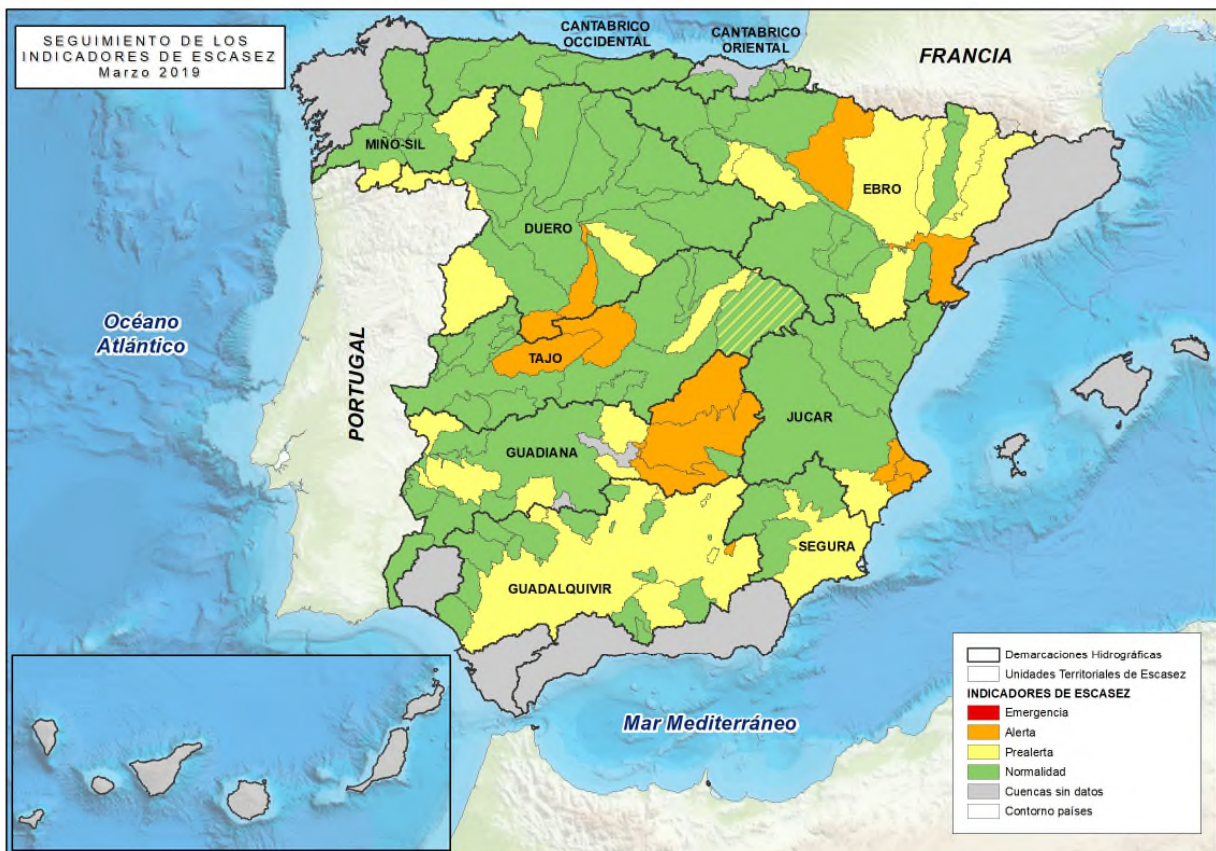 SEGUIMIENTO DE LOS
INDICADORES DE ESCASEZ
Marzo 2019
CANTABRICO
OCCIDENTAL
CANTABRICO
ORIENTAL
FRANCIA
MIÑO-SIL
EBRO
DUERO
Océano
Atlántico
PORTUGAL
TAJO
JUCAR
GUADIANA
SEGURA
GUADALQUIVIR
Mar Mediterráneo
Demarcaciones Hidrográficas
Unidades Territoriales de Escasez
INDICADORES DE ESCASEZ
Emergencia
Alerta
Prealerta
Normalidad
Cuencas sin datos
Contorno países